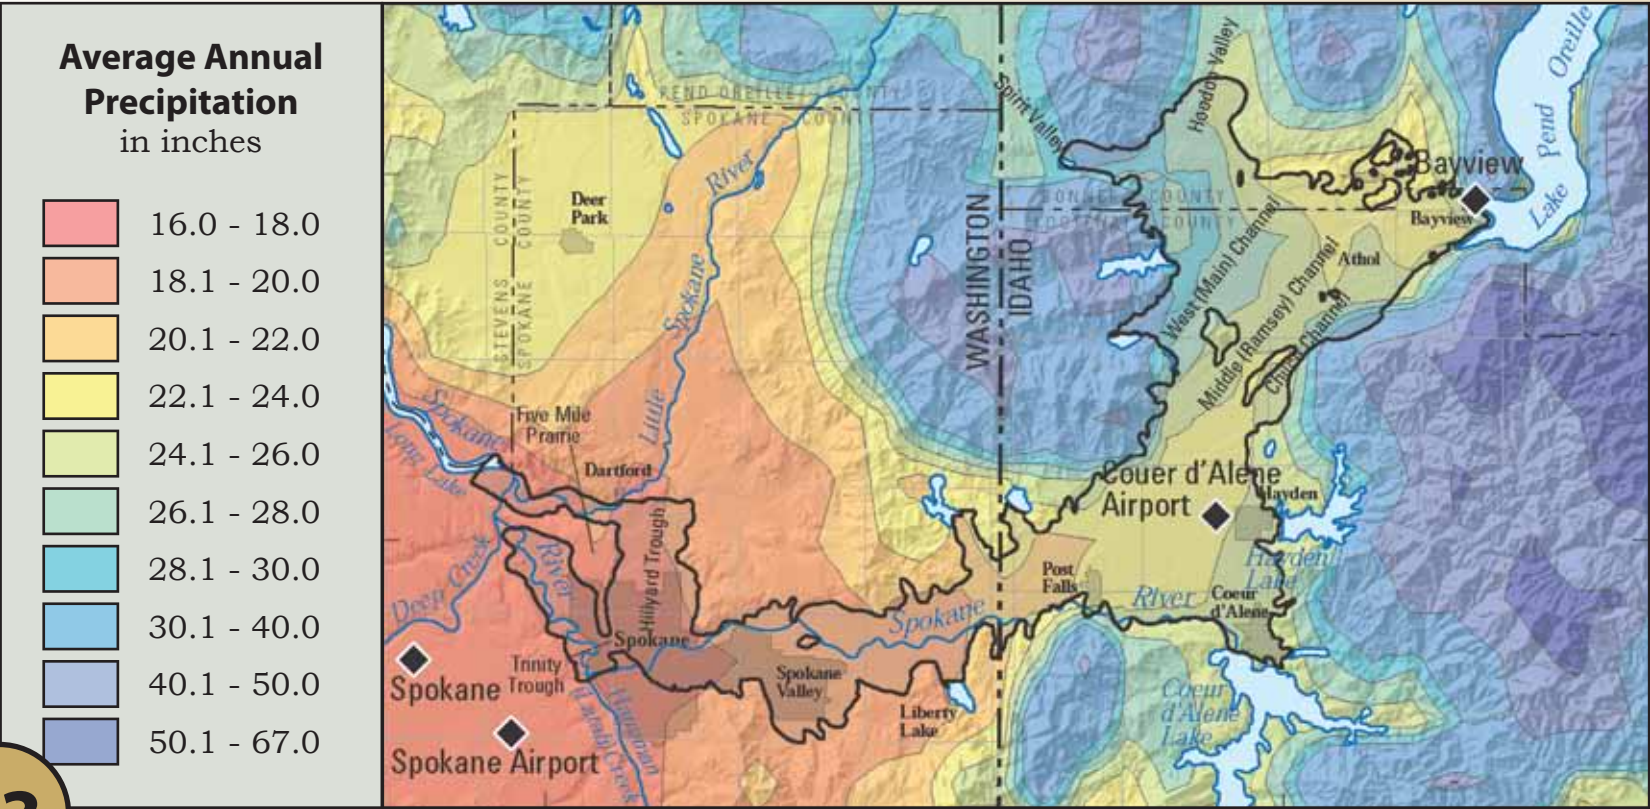 Average Annual
Precipitation
in inches
16.0 - 18.0
18.1 - 20.0
20.1 - 22.0
22.1 - 24.0
24.1 - 26.0
26.1 - 28.0
28.1 - 30.0
30.1 - 40.0
40.1 - 50.0
50.1 - 67.0
3
PEND OREILLE COUNTY
SPOKANE COUNTY
STEVENS COUNTY
SPOKANE COUNTY
Deer
Park
River
Spokane
Little
WASHINGTON
IDAHO
Spirit Valley
Hoodoo Valley
BONNER COUNTY
KOOTENAI COUNTY
West (Main) Channel
Middle (Ramsey) Channel
Chilco Channel
Athol
Bayview
Bayview
Lake
Pend
Oreille
Five Mile
Prairie
Dartford
Spokane
Long Lake
River
Deep Creek
Hillyard Trough
Spokane
Trinity
Trough
Spokane
Spokane Airport
Hangman
(Latah) Creek
Spokane
Valley
Liberty
Lake
Spokane
River
Post
Falls
Couer d'Alene
Airport
Hayden
Hayden
Lake
Coeur
d'Alene
Coeur
d'Alene
Lake